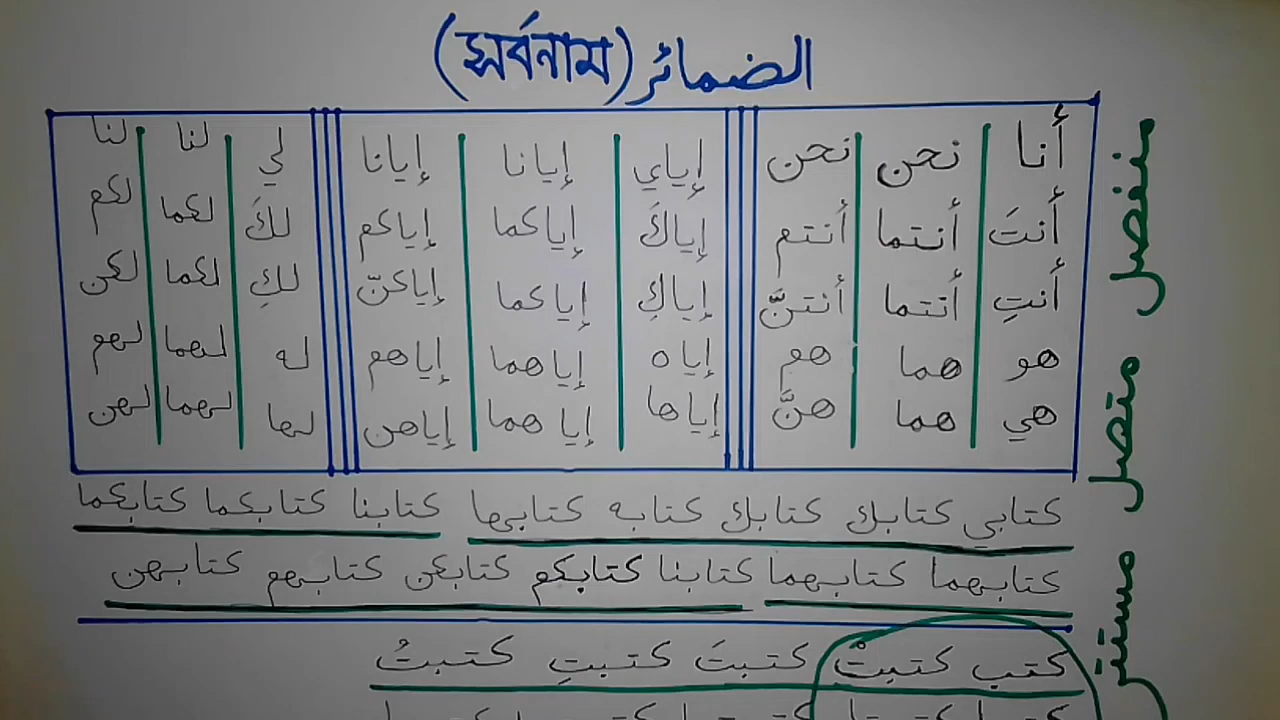 الضمائر (সর্বনাম)
أنا نحن نحن إياي إيانا إيانا لي لنا لنا
أنتَ أنتما أنتم إياكَ إياكما إياكم لكَ لكما لكم
أنتِ أنتما أنتنَّ إياكِ إياكما إياكنّ لكِ لكما لكن
هو هما هم إياه إياهما إياهم له لهما لهم
هي هما هنَّ إياها إياهما إياهن لها لهما لهن
كتابي كتابك كتابك كتابه كتابها كتابنا كتابكما كتابكما
كتابهما كتابهما كتابنا كتابكم كتابكن كتابهم كتابهن
كتب كتبتْ كتبتَ كتبتِ كتبتُ
منفصل متصل مستتر